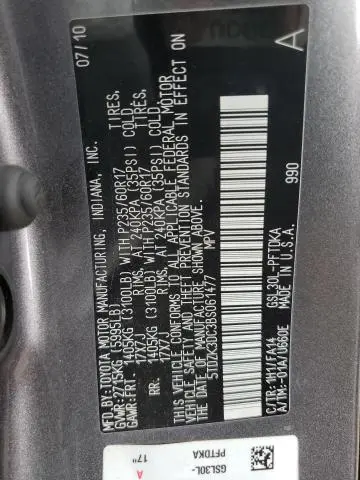 MFD.BY:TOYOTA MOTOR MANUFACTURING, INDIANA, INC. 07/10
GVWR:2715KG (5995LB)
GAWR:FRT. 1405KG (3100LB) WITH P235/60R17 TIRES,
17X7J RIMS, AT 240KPA (35PSI) COLD
RR. 1405KG (3100LB) WITH P235/60R17 TIRES,
17X7J RIMS, AT 240KPA (35PSI) COLD
THIS VEHICLE CONFORMS TO ALL APPLICABLE FEDERAL MOTOR
VEHICLE SAFETY AND THEFT PREVENTION STANDARDS IN EFFECT
ON THE DATE OF MANUFACTURE SHOWN ABOVE.
5TDZK3DC3BS061477 MPV
C/TR:1H1/FA14 GSL30L-PFTDKA 990 A
A/TM:-01A/U660E MADE IN U.S.A.
GSL30L-
PFTDKA
17" A